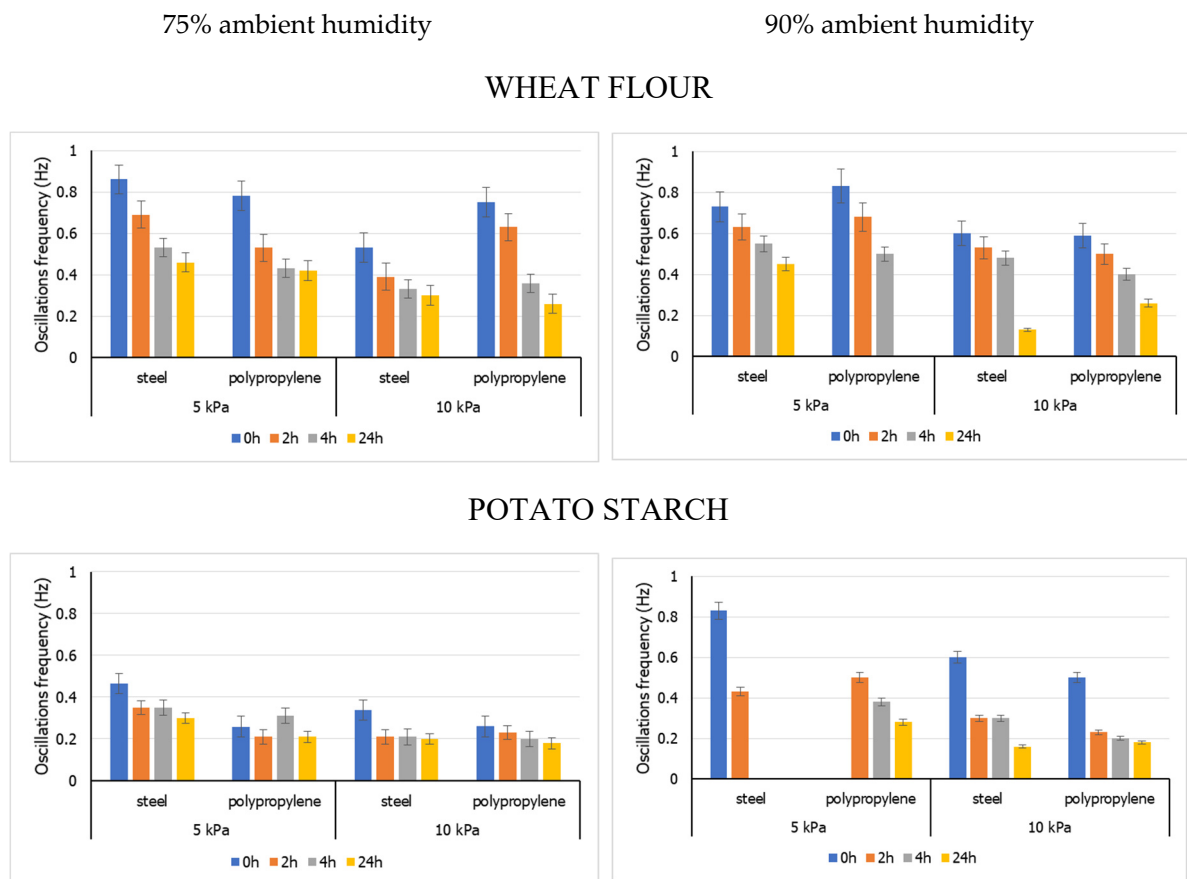 75% ambient humidity
90% ambient humidity
WHEAT FLOUR
Oscillations frequency (Hz)
1
0.8
0.6
0.4
0.2
0
steel polypropylene steel polypropylene
5 kPa 10 kPa
0h 2h 4h 24h
Oscillations frequency (Hz)
1
0.8
0.6
0.4
0.2
0
steel polypropylene steel polypropylene
5 kPa 10 kPa
0h 2h 4h 24h
POTATO STARCH
Oscillations frequency (Hz)
1
0.8
0.6
0.4
0.2
0
steel polypropylene steel polypropylene
5 kPa 10 kPa
0h 2h 4h 24h
Oscillations frequency (Hz)
1
0.8
0.6
0.4
0.2
0
steel polypropylene steel polypropylene
5 kPa 10 kPa
0h 2h 4h 24h